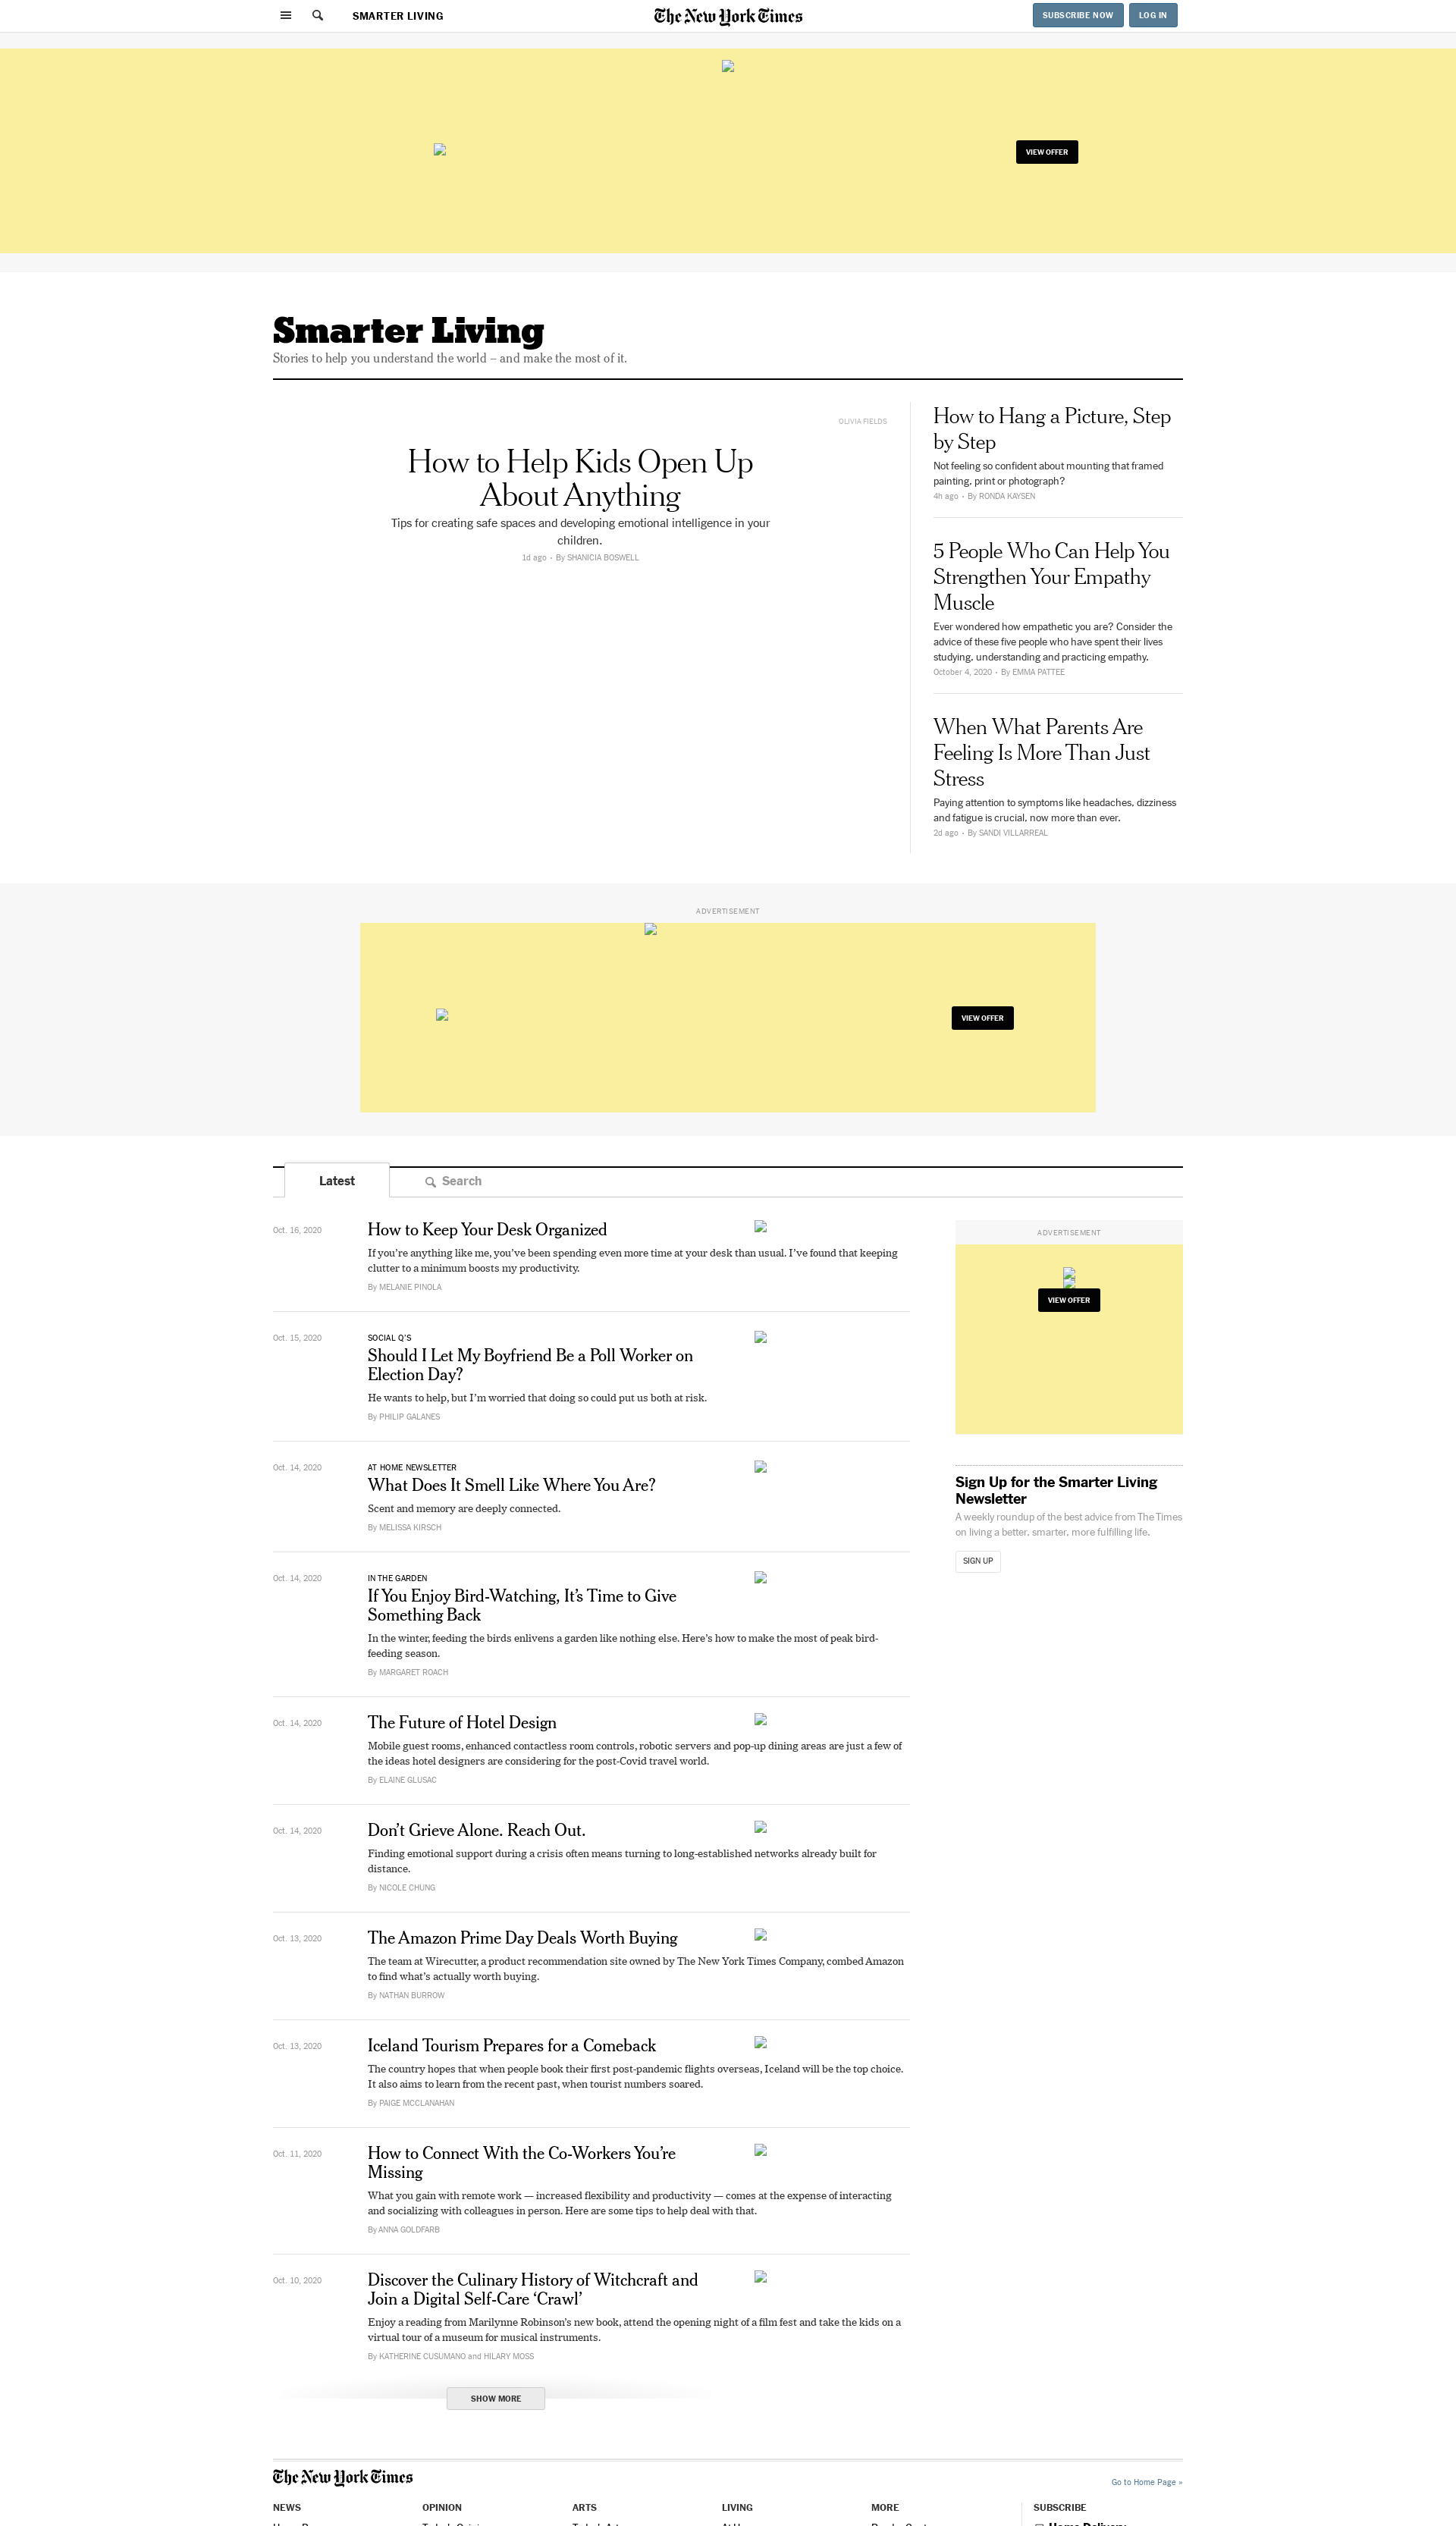 SMARTER LIVING
The New York Times
SUBSCRIBE NOW
LOG IN
VIEW OFFER
Smarter Living
Stories to help you understand the world – and make the most of it.
OLIVIA FIELDS
How to Help Kids Open Up
About Anything
Tips for creating safe spaces and developing emotional intelligence in your
children.
1d ago • By SHANICIA BOSWELL
How to Hang a Picture, Step
by Step
Not feeling so confident about mounting that framed
painting, print or photograph?
4h ago • By RONDA KAYSEN
5 People Who Can Help You
Strengthen Your Empathy
Muscle
Ever wondered how empathetic you are? Consider the
advice of these five people who have spent their lives
studying, understanding and practicing empathy.
October 4, 2020 • By EMMA PATTEE
When What Parents Are
Feeling Is More Than Just
Stress
Paying attention to symptoms like headaches, dizziness
and fatigue is crucial, now more than ever.
2d ago • By SANDI VILLARREAL
ADVERTISEMENT
VIEW OFFER
Latest
Search
Oct. 16, 2020
How to Keep Your Desk Organized
If you’re anything like me, you’ve been spending even more time at your desk than usual. I’ve found that keeping
clutter to a minimum boosts my productivity.
By MELANIE PINOLA
Oct. 15, 2020
SOCIAL Q’S
Should I Let My Boyfriend Be a Poll Worker on
Election Day?
He wants to help, but I’m worried that doing so could put us both at risk.
By PHILIP GALANES
Oct. 14, 2020
AT HOME NEWSLETTER
What Does It Smell Like Where You Are?
Scent and memory are deeply connected.
By MELISSA KIRSCH
Oct. 14, 2020
IN THE GARDEN
If You Enjoy Bird-Watching, It’s Time to Give
Something Back
In the winter, feeding the birds enlivens a garden like nothing else. Here’s how to make the most of peak bird-
feeding season.
By MARGARET ROACH
Oct. 14, 2020
The Future of Hotel Design
Mobile guest rooms, enhanced contactless room controls, robotic servers and pop-up dining areas are just a few of
the ideas hotel designers are considering for the post-Covid travel world.
By ELAINE GLUSAC
Oct. 14, 2020
Don’t Grieve Alone. Reach Out.
Finding emotional support during a crisis often means turning to long-established networks already built for
distance.
By NICOLE CHUNG
Oct. 13, 2020
The Amazon Prime Day Deals Worth Buying
The team at Wirecutter, a product recommendation site owned by The New York Times Company, combed Amazon
to find what’s actually worth buying.
By NATHAN BURROW
Oct. 13, 2020
Iceland Tourism Prepares for a Comeback
The country hopes that when people book their first post-pandemic flights overseas, Iceland will be the top choice.
It also aims to learn from the recent past, when tourist numbers soared.
By PAIGE MCCLANAHAN
Oct. 11, 2020
How to Connect With the Co-Workers You’re
Missing
What you gain with remote work — increased flexibility and productivity — comes at the expense of interacting
and socializing with colleagues in person. Here are some tips to help deal with that.
By ANNA GOLDFARB
Oct. 10, 2020
Discover the Culinary History of Witchcraft and
Join a Digital Self-Care ‘Crawl’
Enjoy a reading from Marilynne Robinson’s new book, attend the opening night of a film fest and take the kids on a
virtual tour of a museum for musical instruments.
By KATHERINE CUSUMANO and HILARY MOSS
SHOW MORE
ADVERTISEMENT
VIEW OFFER
Sign Up for the Smarter Living
Newsletter
A weekly roundup of the best advice from The Times
on living a better, smarter, more fulfilling life.
SIGN UP
The New York Times
Go to Home Page »
NEWS
OPINION
ARTS
LIVING
MORE
SUBSCRIBE
Home Delivery